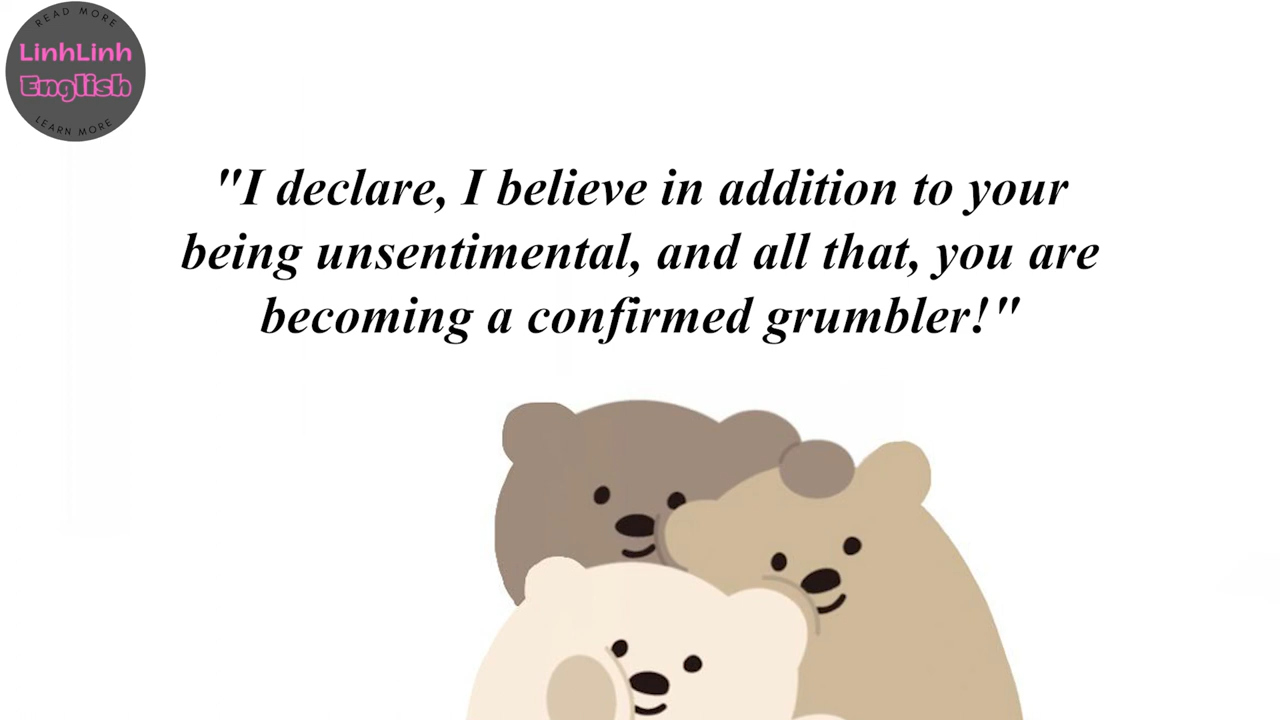 READ MORE
LinhLinh
English
LEARN MORE
"I declare, I believe in addition to your
being unsentimental, and all that, you are
becoming a confirmed grumbler!"